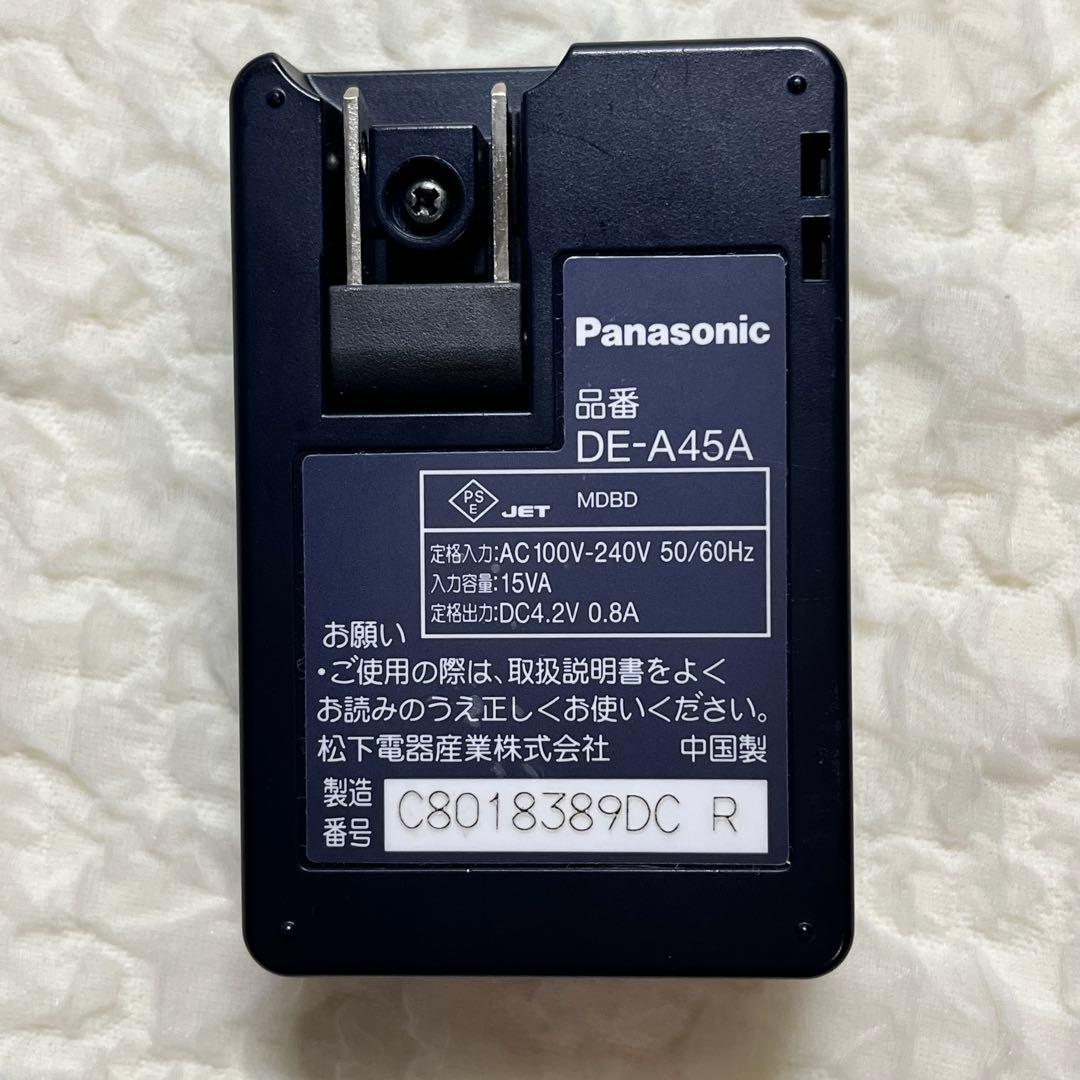 Panasonic
品番
DE-A45A
PS
E
JET MDBD
定格入力:AC100V-240V 50/60Hz
入力容量:15VA
定格出力:DC4.2V 0.8A
お願い
・ご使用の際は、取扱説明書をよく
お読みのうえ正しくお使いください。
松下電器産業株式会社 中国製
製造
番号
C8018389DC R